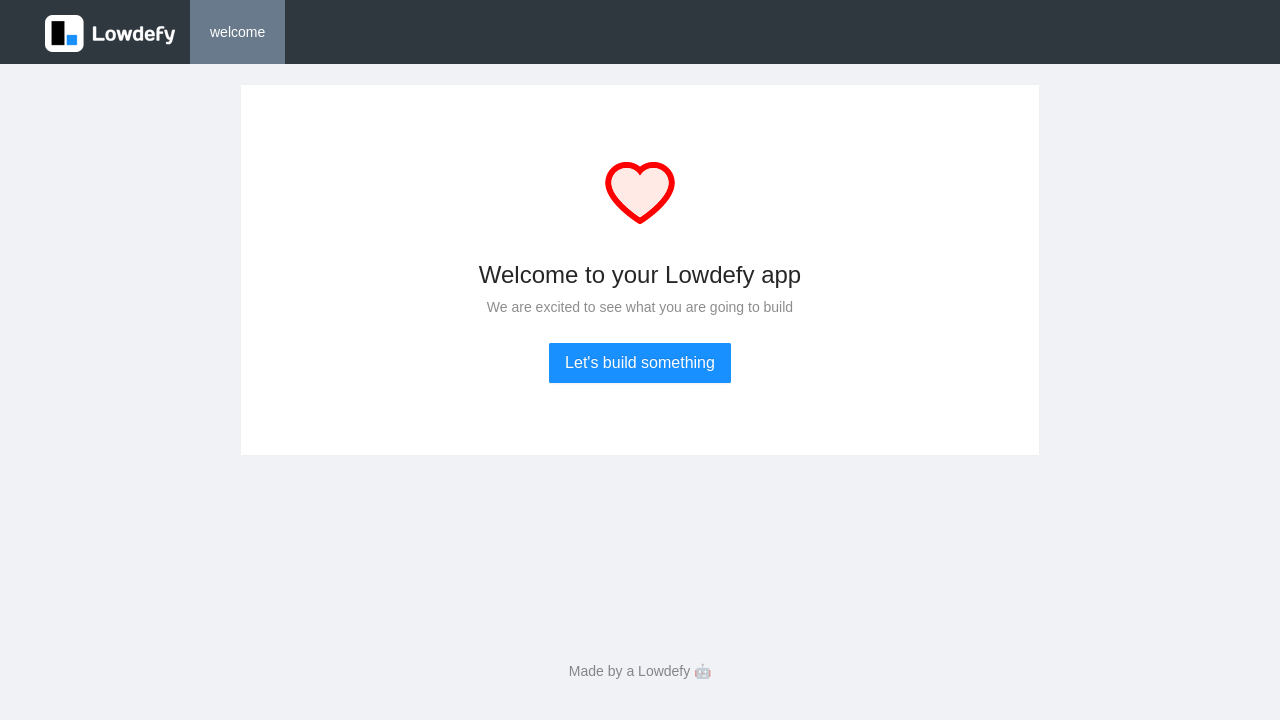 Lowdefy
welcome
Welcome to your Lowdefy app
We are excited to see what you are going to build
Let's build something
Made by a Lowdefy 🤖